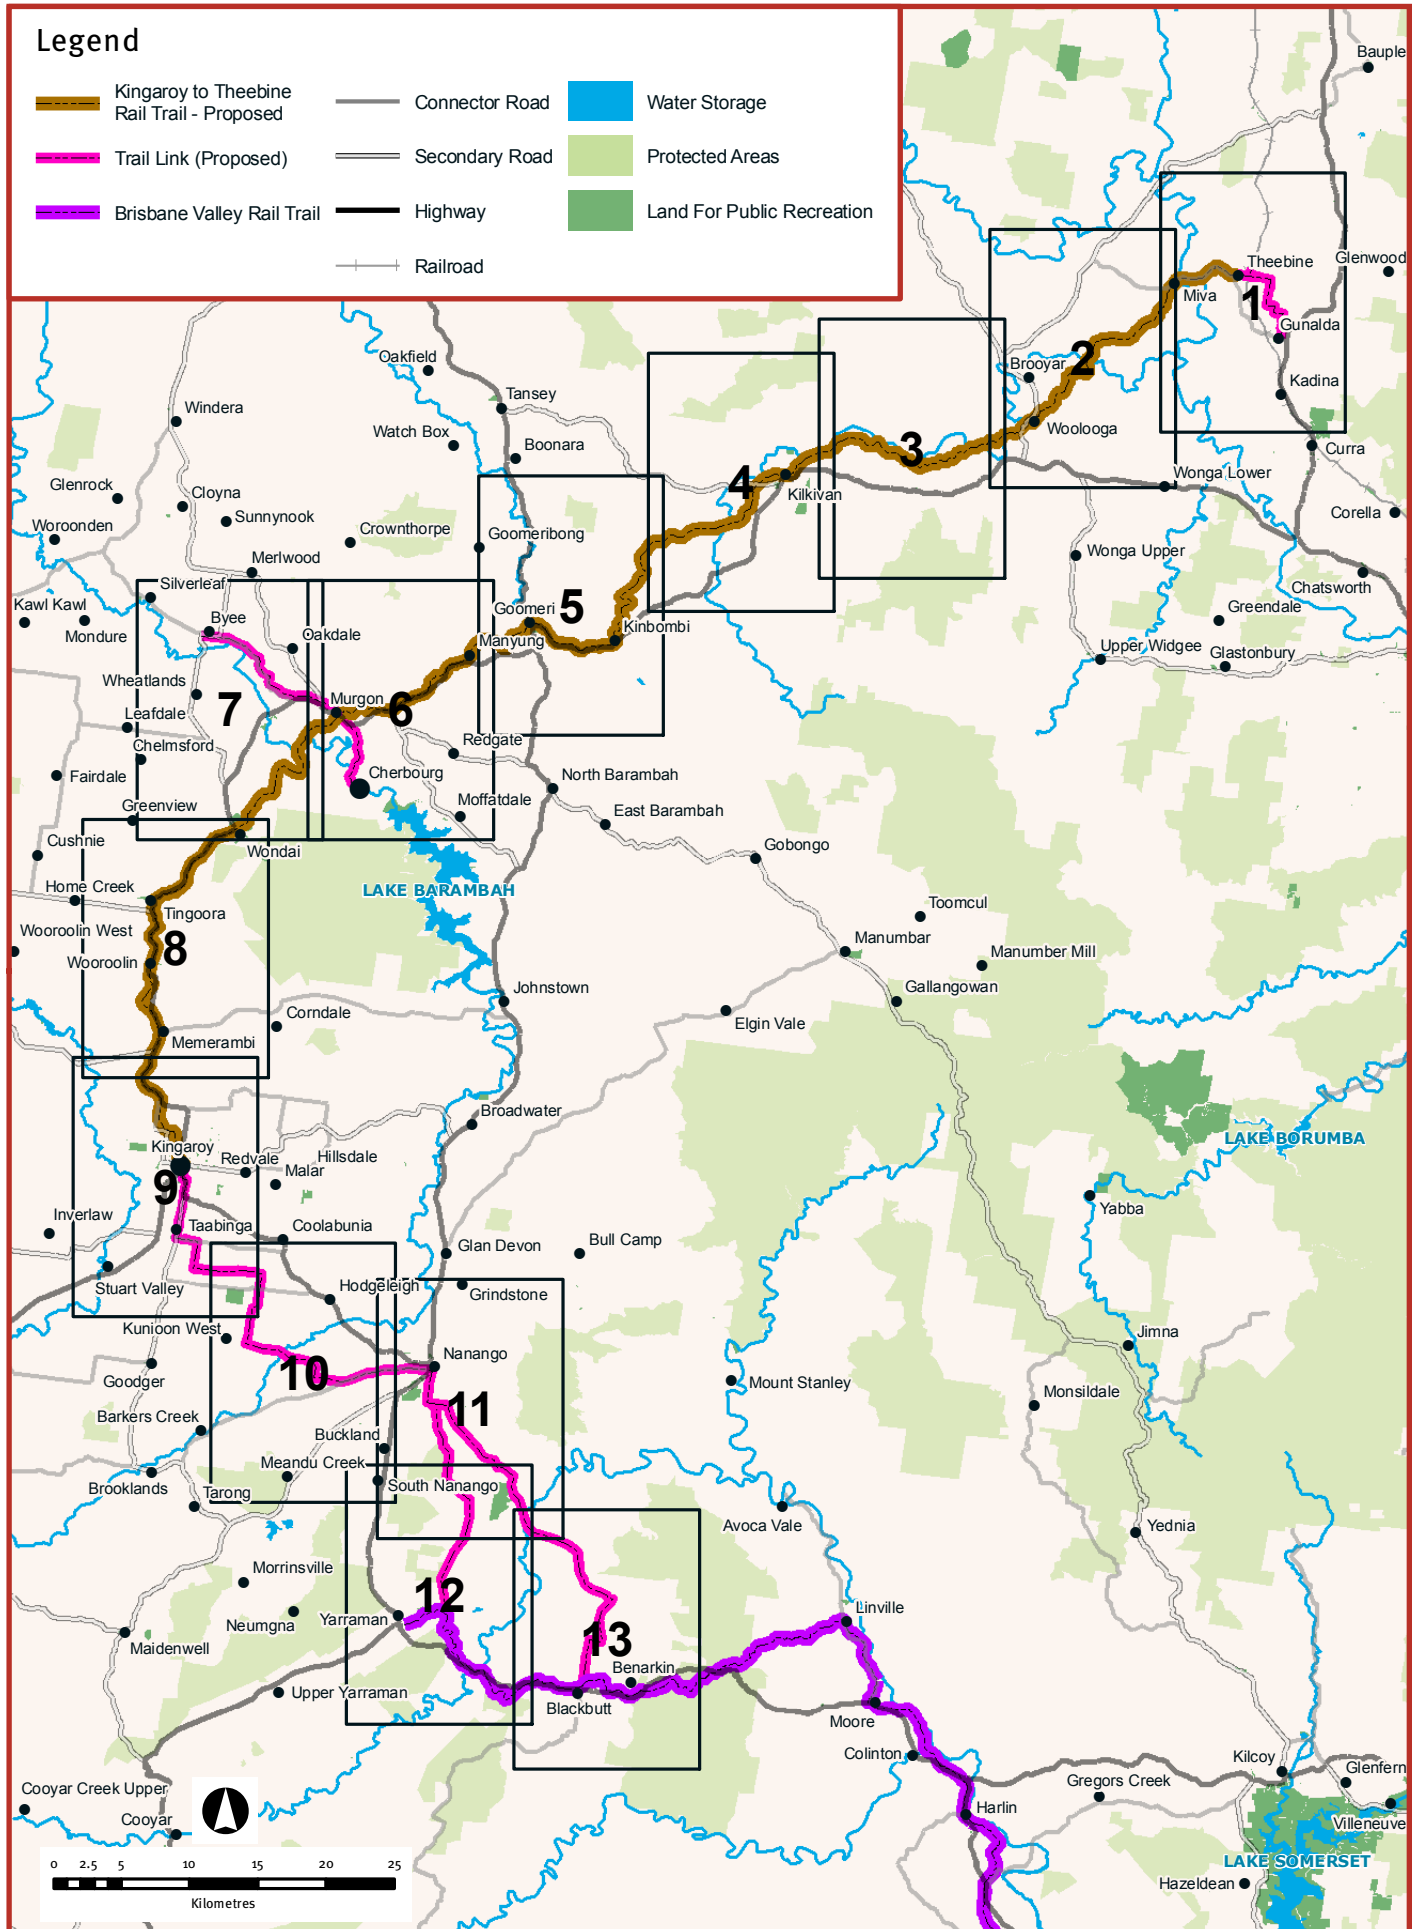 Legend
Kingaroy to Theebine
Rail Trail - Proposed
Trail Link (Proposed)
Brisbane Valley Rail Trail
Connector Road
Secondary Road
Highway
Railroad
Water Storage
Protected Areas
Land For Public Recreation
Bauple
Theebine
Glenwood
Miva
1
Gunalda
Oakfield
Brooyar
2
Kadina
Tansey
Windera
Watch Box
Boonara
Woolooga
3
Curra
4
Kilkivan
Wonga Lower
Glenrock
Cloyna
Sunnynook
Corella
Woroonden
Crownthorpe
Goomeribong
Wonga Upper
Merlwood
Chatsworth
Silverleaf
Kawl Kawl
Mondure
Byee
Goomeri
5
Greendale
Kinbombi
Oakdale
Manyung
Upper Widgee
Glastonbury
Wheatlands
7
Murgon
6
Leafdale
Chelmsford
Redgate
Fairdale
Cherbourg
North Barambah
Greenview
Moffatdale
East Barambah
Cushnie
Wondai
Gobongo
Home Creek
LAKE BARAMBAH
Tingoora
Toomcul
Wooroolin West
8
Wooroolin
Manumbar
Manumber Mill
Johnstown
Gallangowan
Corndale
Elgin Vale
Memerambi
Broadwater
Kingaroy
Redvale
Hillsdale
LAKE BORUMBA
Malar
9
Yabba
Inverlaw
Taabinga
Coolabunia
Glan Devon
Bull Camp
Stuart Valley
Hodgeleigh
Grindstone
Kunioon West
Jimna
Nanango
Goodger
10
Mount Stanley
Monsildale
11
Barkers Creek
Buckland
Meandu Creek
South Nanango
Brooklands
Tarong
Avoca Vale
Yednia
Morrinsville
12
Neumgna
Yarraman
Linville
Maidenwell
13
Benarkin
Upper Yarraman
Blackbutt
Moore
Colinton
Kilcoy
Glenfern
Cooyar Creek Upper
Gregors Creek
Cooyar
Harlin
Villeneuve
LAKE SOMERSET
Hazeldean
0 2.5 5 10 15 20 25
Kilometres